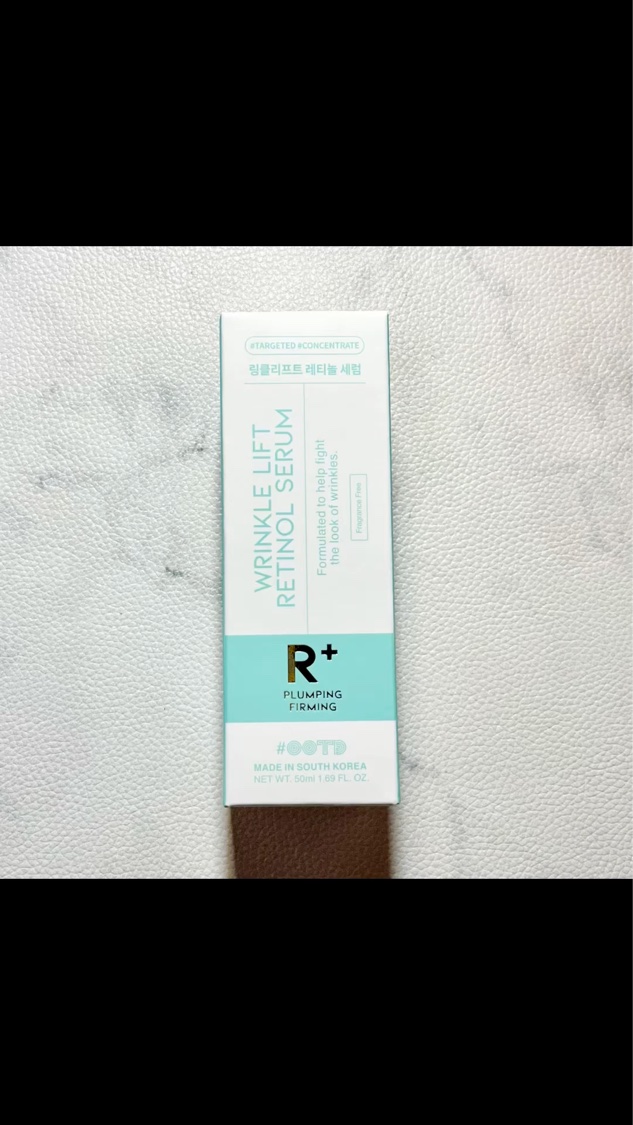 #TARGETED #CONCENTRATE
링클리프트 레티놀 세럼
WRINKLE LIFT
RETINOL SERUM
Formulated to help fight
the look of wrinkles.
Fragrance Free
R+
PLUMPING
FIRMING
#OOTD
MADE IN SOUTH KOREA
NET WT. 50ml 1.69 FL. OZ.